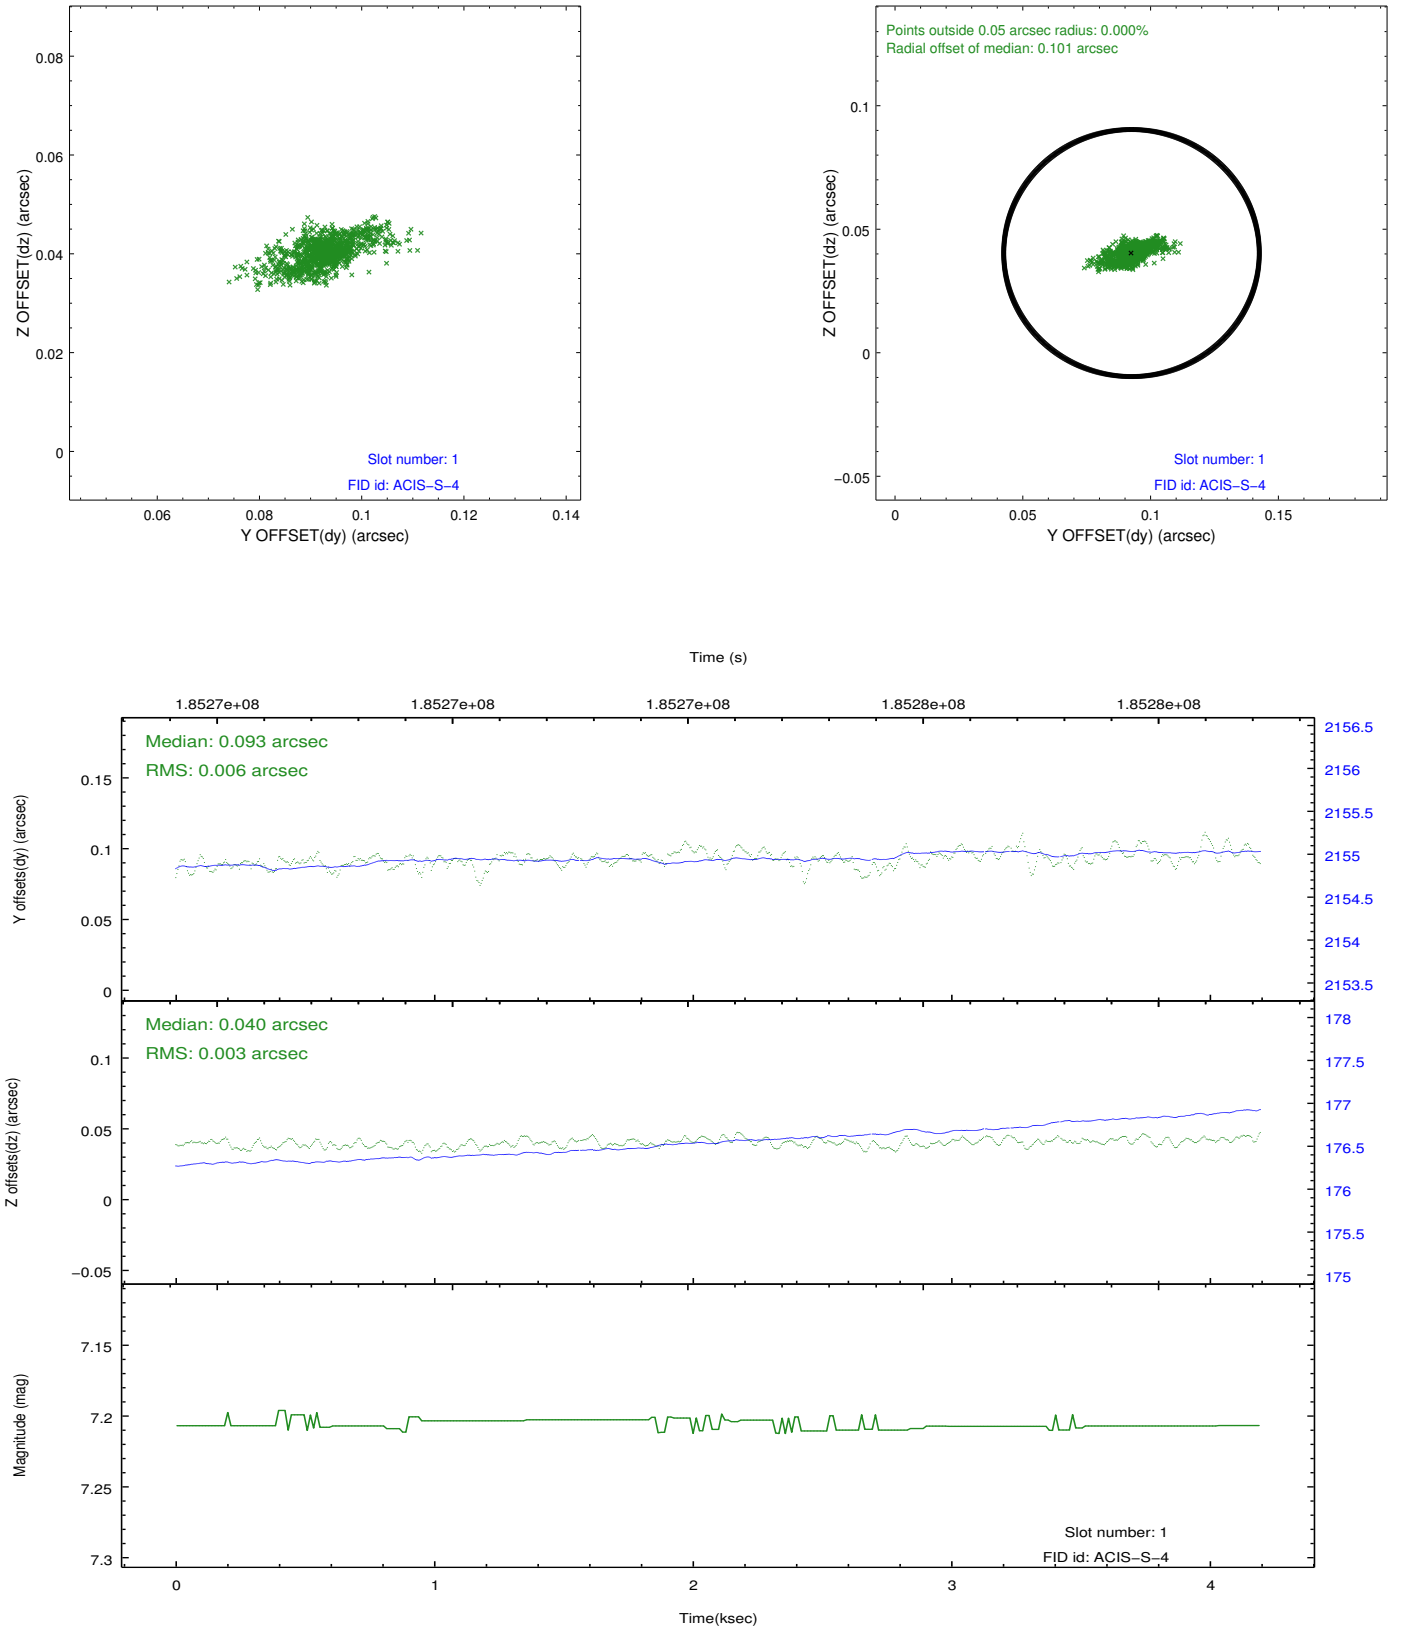 Points outside 0.05 arcsec radius: 0.000%
Radial offset of median: 0.101 arcsec
0.08
0.06
0.04
0.02
0
Z OFFSET(dz) (arcsec)
Slot number: 1
FID id: ACIS−S−4
0.06 0.08 0.1 0.12 0.14
Y OFFSET(dy) (arcsec)
0.1
0.05
0
−0.05
Z OFFSET(dz) (arcsec)
Slot number: 1
FID id: ACIS−S−4
0 0.05 0.1 0.15
Y OFFSET(dy) (arcsec)
Time (s)
1.8527e+08 1.8527e+08 1.8527e+08 1.8528e+08 1.8528e+08
Median: 0.093 arcsec
RMS: 0.006 arcsec
Y offsets(dy) (arcsec)
0.15
0.1
0.05
0
2156.5
2156
2155.5
2155
2154.5
2154
2153.5
Median: 0.040 arcsec
RMS: 0.003 arcsec
Z offsets(dz) (arcsec)
0.1
0.05
0
−0.05
178
177.5
177
176.5
176
175.5
175
Magnitude (mag)
7.15
7.2
7.25
7.3
Slot number: 1
FID id: ACIS−S−4
0 1 2 3 4
Time(ksec)